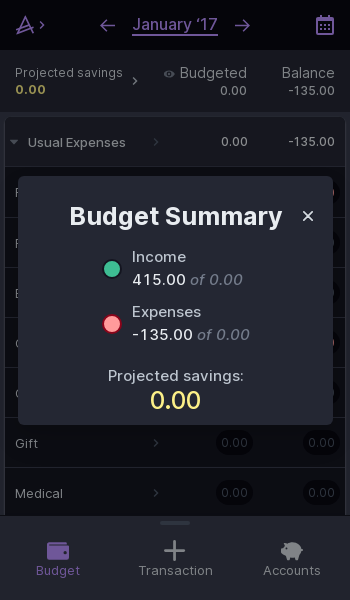 January ‘17
Projected savings
0.00
Budgeted
0.00
Balance
-135.00
Usual Expenses
0.00
-135.00
Budget Summary
Income
415.00 of 0.00
Expenses
-135.00 of 0.00
Projected savings:
0.00
Gift
0.00
0.00
Medical
0.00
0.00
Budget
Transaction
Accounts